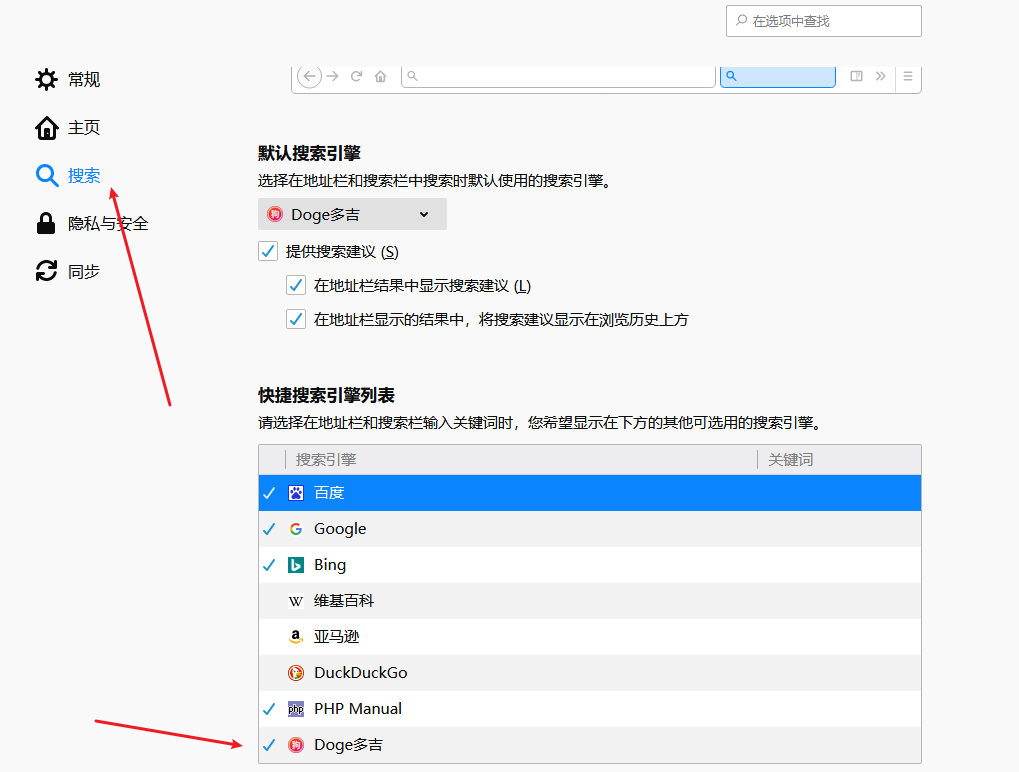 在选项中查找
常规
主页
搜索
隐私与安全
同步
默认搜索引擎
选择在地址栏和搜索栏中搜索时默认使用的搜索引擎。
狗 Doge多吉
提供搜索建议 (S)
在地址栏结果中显示搜索建议 (L)
在地址栏显示的结果中，将搜索建议显示在浏览历史上方
快捷搜索引擎列表
请选择在地址栏和搜索栏输入关键词时，您希望显示在下方的其他可选用的搜索引擎。
搜索引擎 关键词
百度
G Google
b Bing
W 维基百科
a 亚马逊
DuckDuckGo
php PHP Manual
狗 Doge多吉